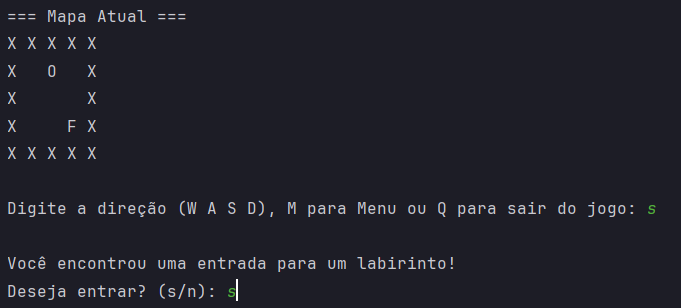 === Mapa Atual ===
X X X X X
X   O   X
X       X
X     F X
X X X X X
Digite a direção (W A S D), M para Menu ou Q para sair do jogo: s
Você encontrou uma entrada para um labirinto!
Deseja entrar? (s/n): s